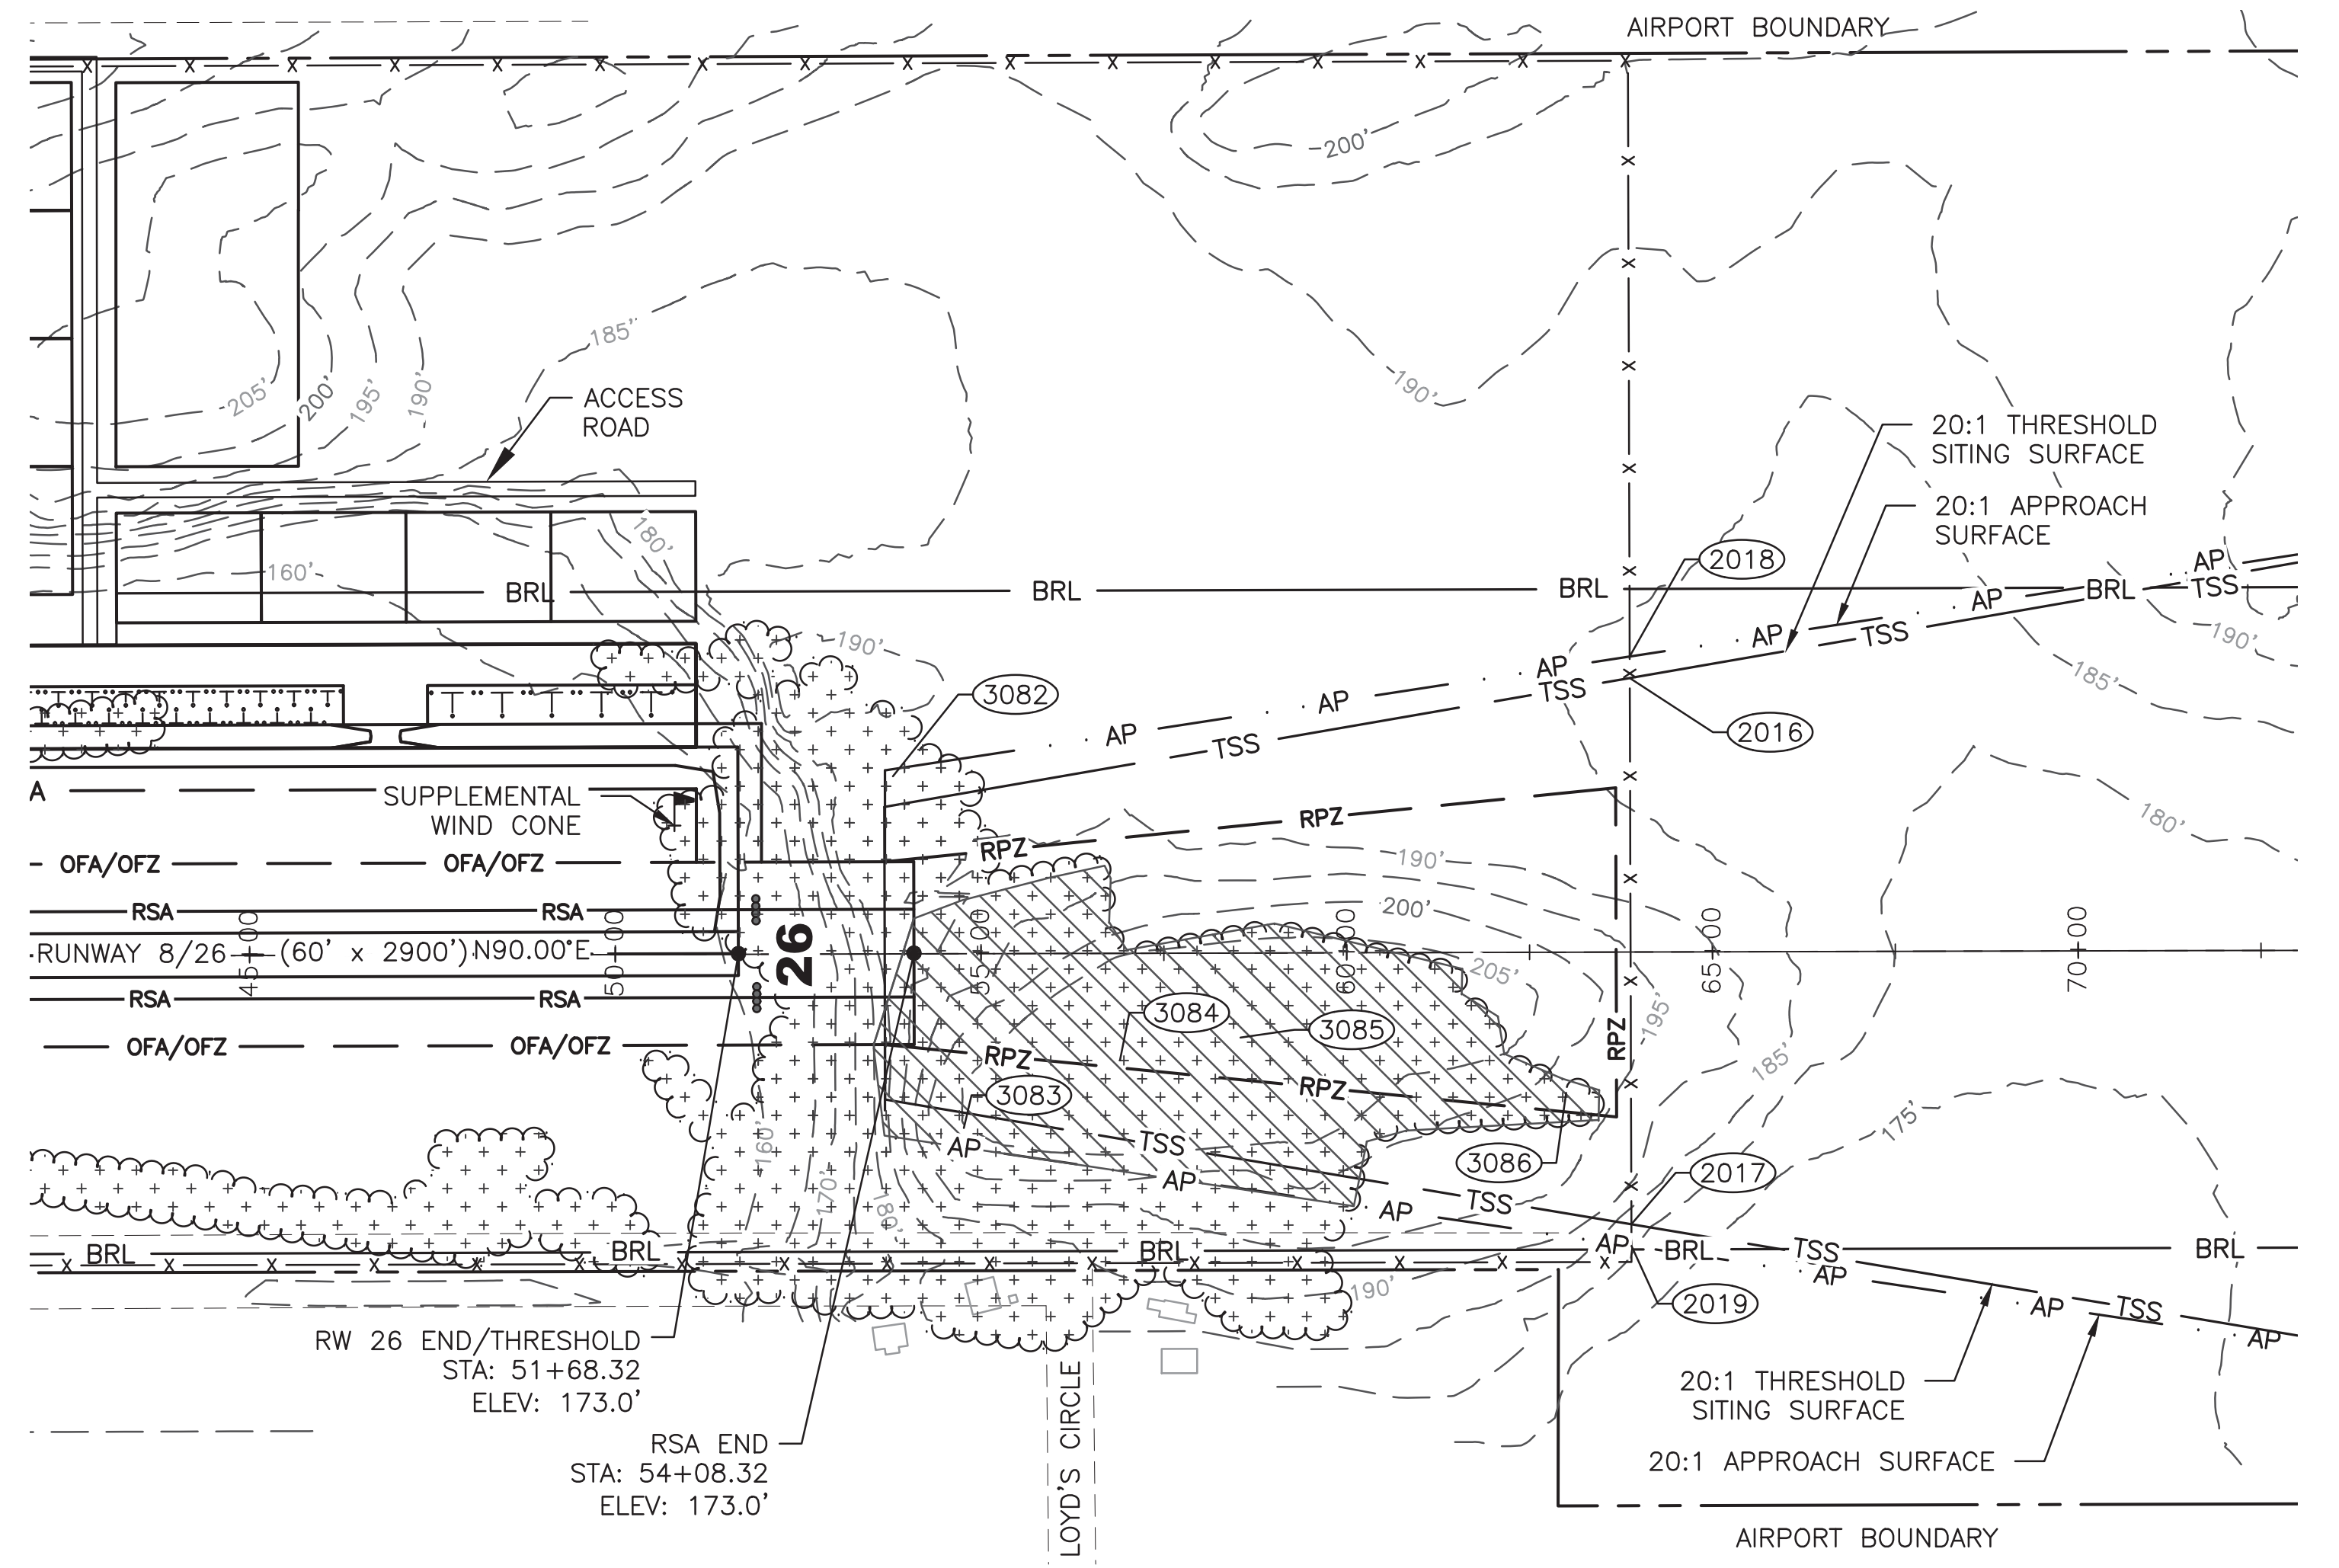 AIRPORT BOUNDARY
200'
185'
190'
205'
200'
195'
190'
ACCESS
ROAD
20:1 THRESHOLD
SITING SURFACE
20:1 APPROACH
SURFACE
180'
160'
2018
BRL
BRL
BRL
BRL
AP
TSS
AP
AP
TSS
190'
190'
185'
3082
AP
TSS
AP
AP
TSS
2016
SUPPLEMENTAL
WIND CONE
A
RPZ
RPZ
180'
OFA/OFZ
OFA/OFZ
190'
200'
RSA
RSA
RUNWAY 8/26
(60' x 2900')
N90.00°E
45+00
50+00
26
55+00
60+00
65+00
70+00
205'
195'
RSA
RSA
3084
3085
RPZ
OFA/OFZ
OFA/OFZ
RPZ
RPZ
185'
3083
175'
160'
AP
TSS
AP
3086
2017
170'
180'
TSS
AP
AP
BRL
BRL
BRL
BRL
TSS
BRL
AP
190'
2019
AP
TSS
AP
RW 26 END/THRESHOLD
STA: 51+68.32
ELEV: 173.0'
RSA END
STA: 54+08.32
ELEV: 173.0'
LOYD'S CIRCLE
20:1 THRESHOLD
SITING SURFACE
20:1 APPROACH SURFACE
AIRPORT BOUNDARY